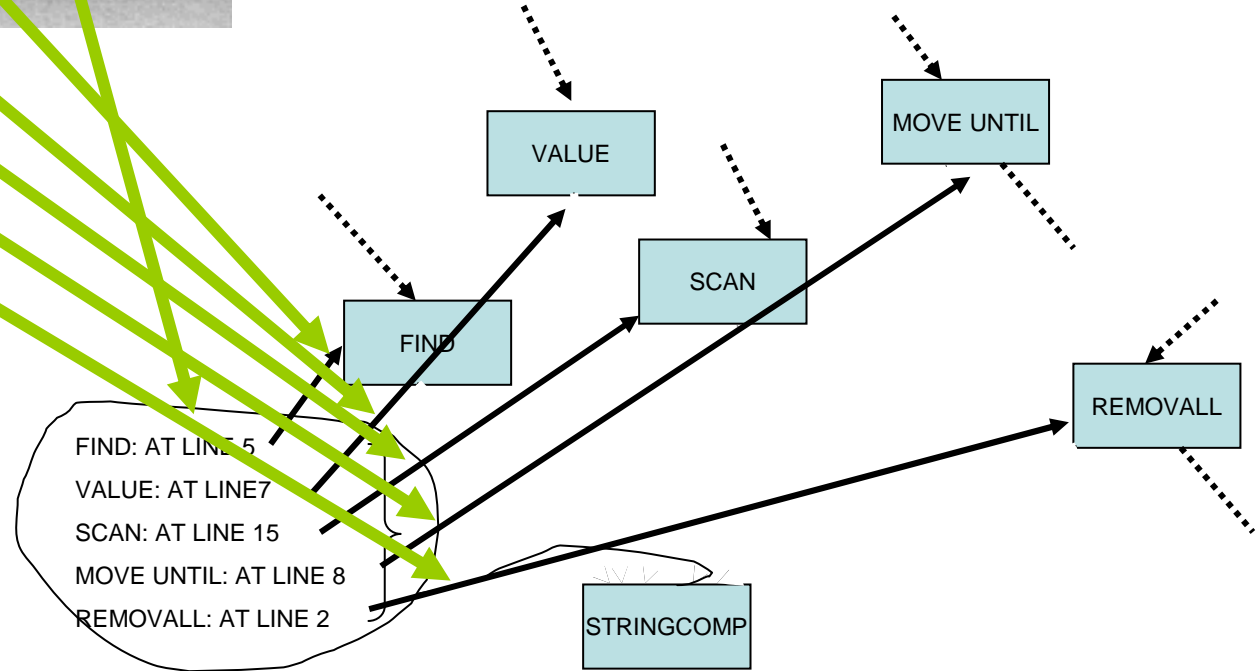 MOVE UNTIL
VALUE
SCAN
FIND
REMOVALL
FIND: AT LINE 5
VALUE: AT LINE7
SCAN: AT LINE 15
MOVE UNTIL: AT LINE 8
REMOVALL: AT LINE 2
STRINGCOMP